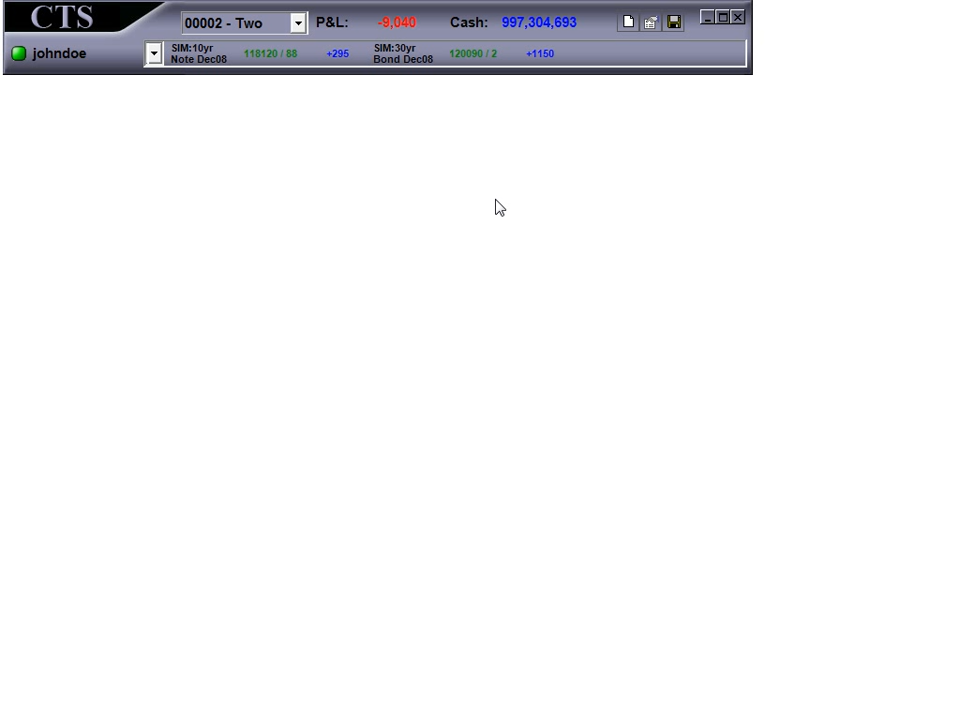 CTS
00002 - Two P&L: -9,040 Cash: 997,304,693
johndoe
SIM:10yr
Note Dec08 118120 / 88 +295
SIM:30yr
Bond Dec08 120090 / 2 +1150